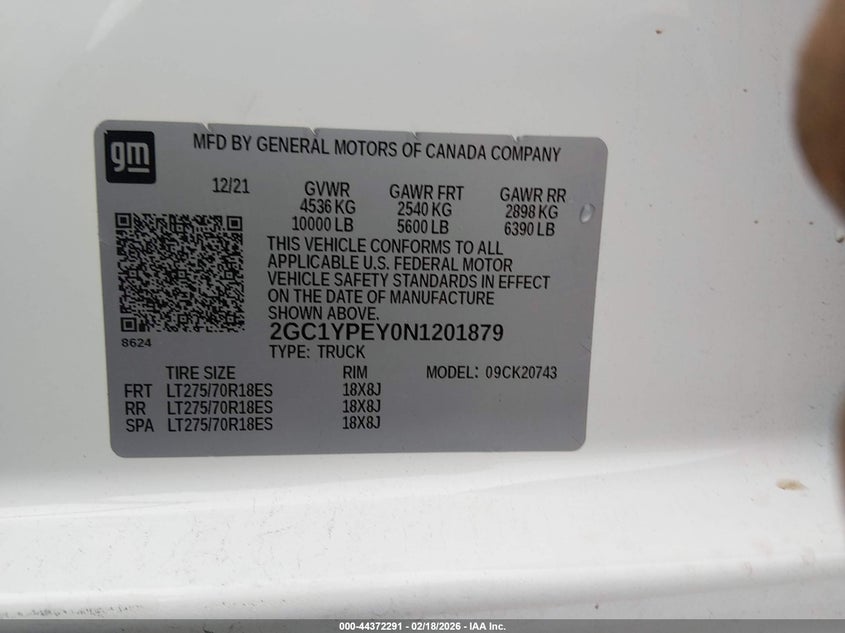 gm
MFD BY GENERAL MOTORS OF CANADA COMPANY
12/21 GVWR GAWR FRT GAWR RR
4536 KG 2540 KG 2898 KG
10000 LB 5600 LB 6390 LB
THIS VEHICLE CONFORMS TO ALL
APPLICABLE U.S. FEDERAL MOTOR
VEHICLE SAFETY STANDARDS IN EFFECT
ON THE DATE OF MANUFACTURE
SHOWN ABOVE.
2GC1YPEY0N1201879
8624
TYPE: TRUCK
TIRE SIZE RIM MODEL: 09CK20743
FRT LT275/70R18ES 18X8J
RR LT275/70R18ES 18X8J
SPA LT275/70R18ES 18X8J
000-44372291 - 02/18/2026 - IAA Inc.